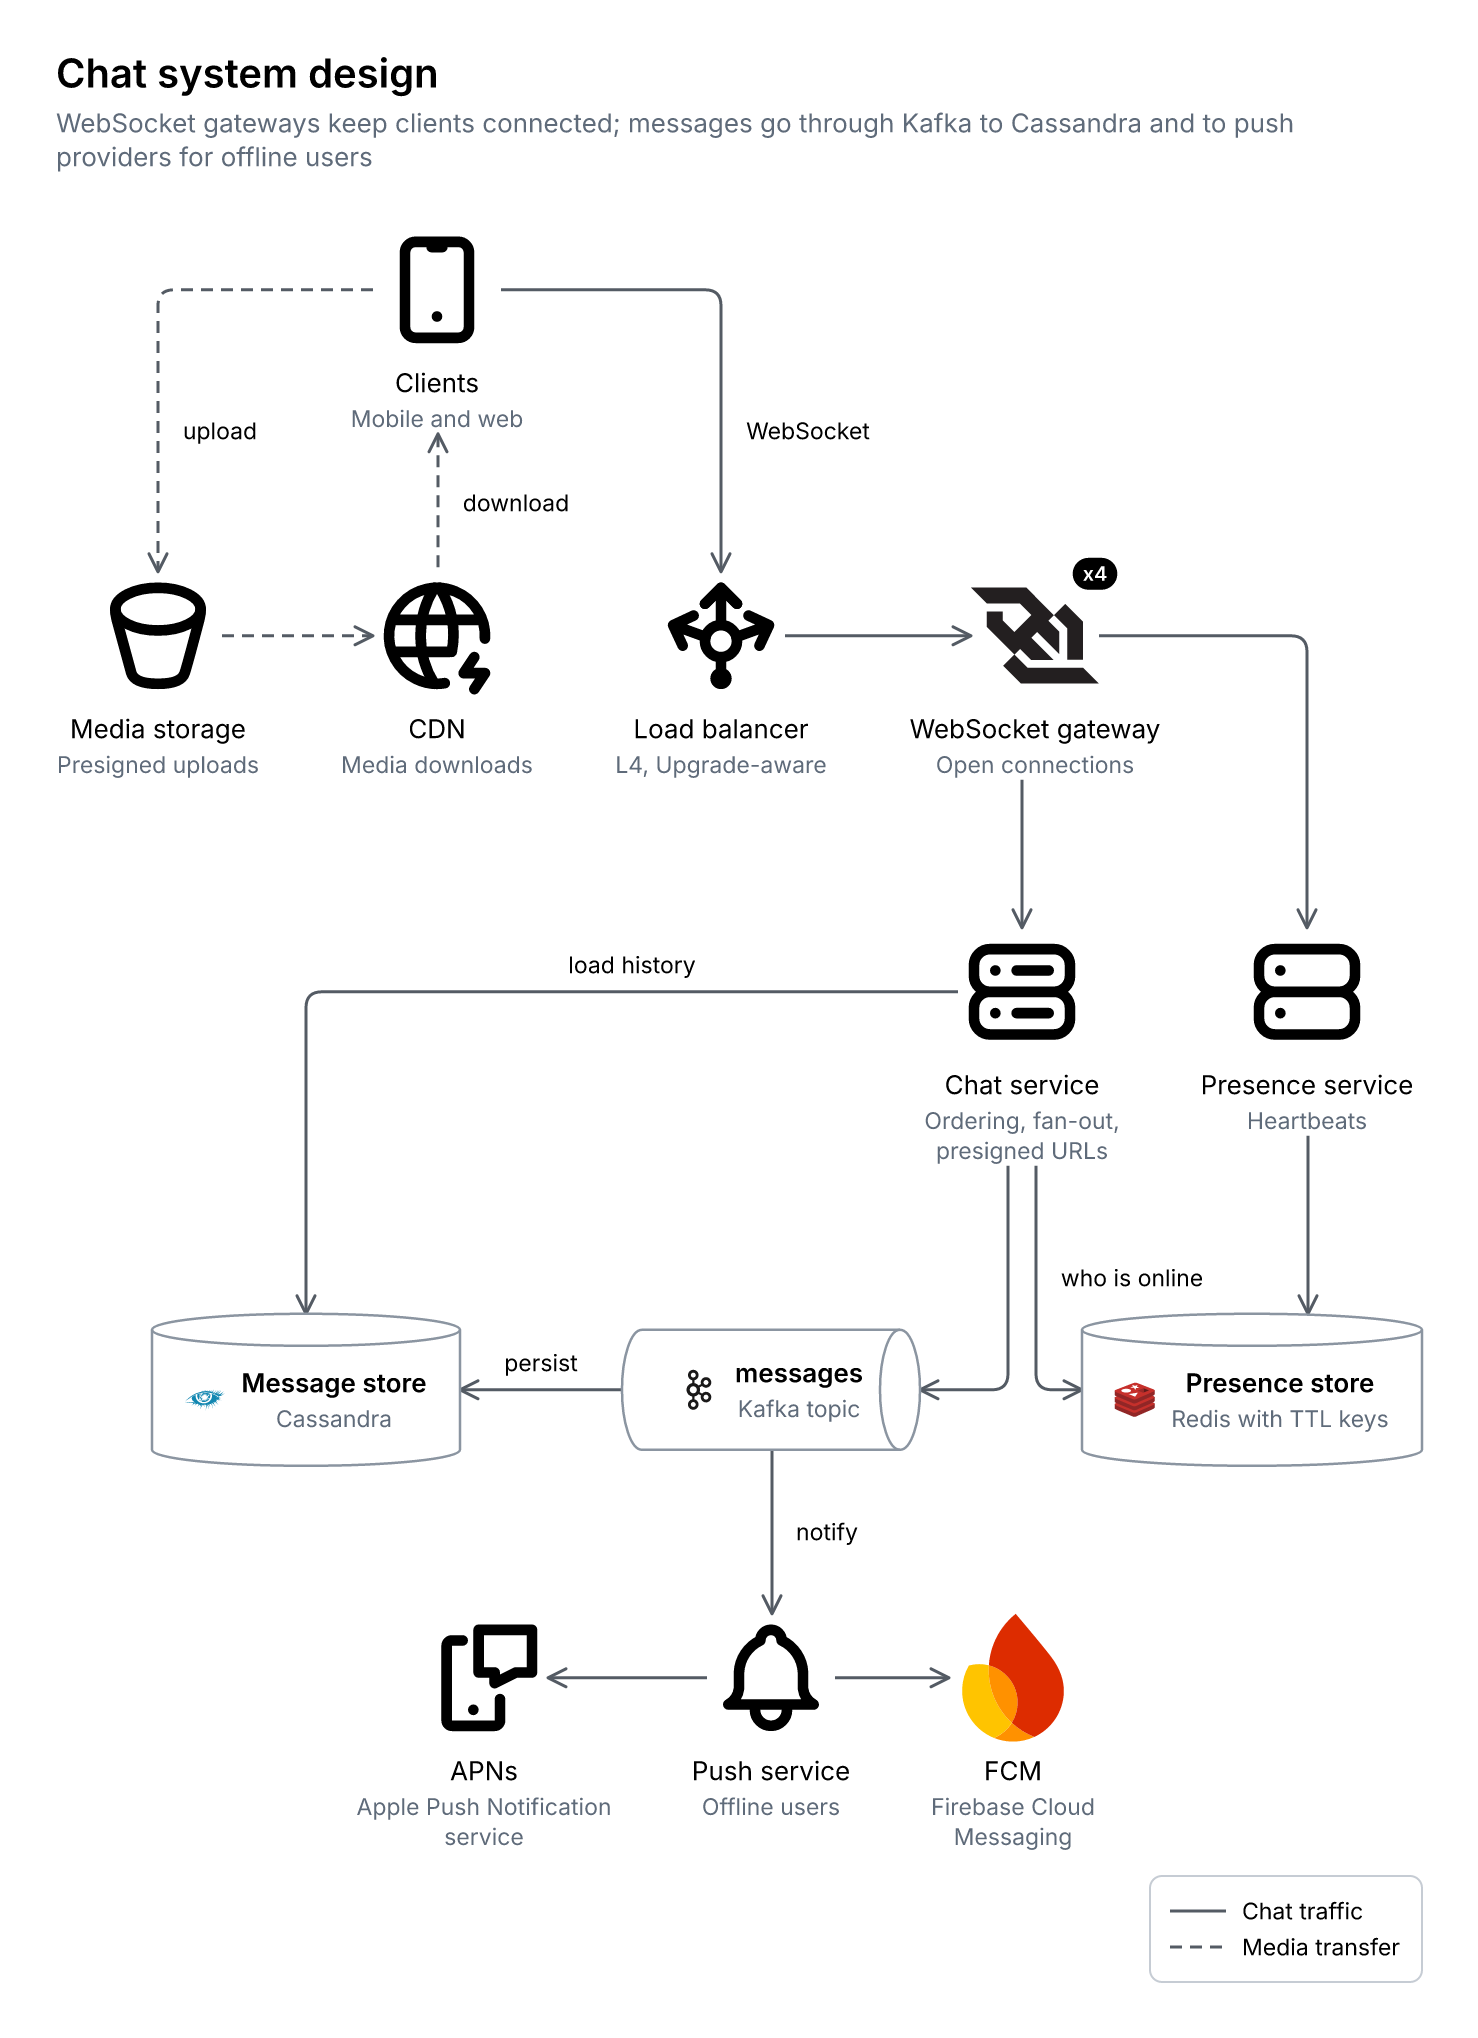 Chat system design
WebSocket gateways keep clients connected; messages go through Kafka to Cassandra and to push
providers for offline users
Clients
Mobile and web
upload
WebSocket
download
x4
Media storage
Presigned uploads
CDN
Media downloads
Load balancer
L4, Upgrade-aware
WebSocket gateway
Open connections
load history
Chat service
Ordering, fan-out,
presigned URLs
Presence service
Heartbeats
who is online
Message store
Cassandra
persist
messages
Kafka topic
Presence store
Redis with TTL keys
notify
APNs
Apple Push Notification
service
Push service
Offline users
FCM
Firebase Cloud
Messaging
Chat traffic
Media transfer